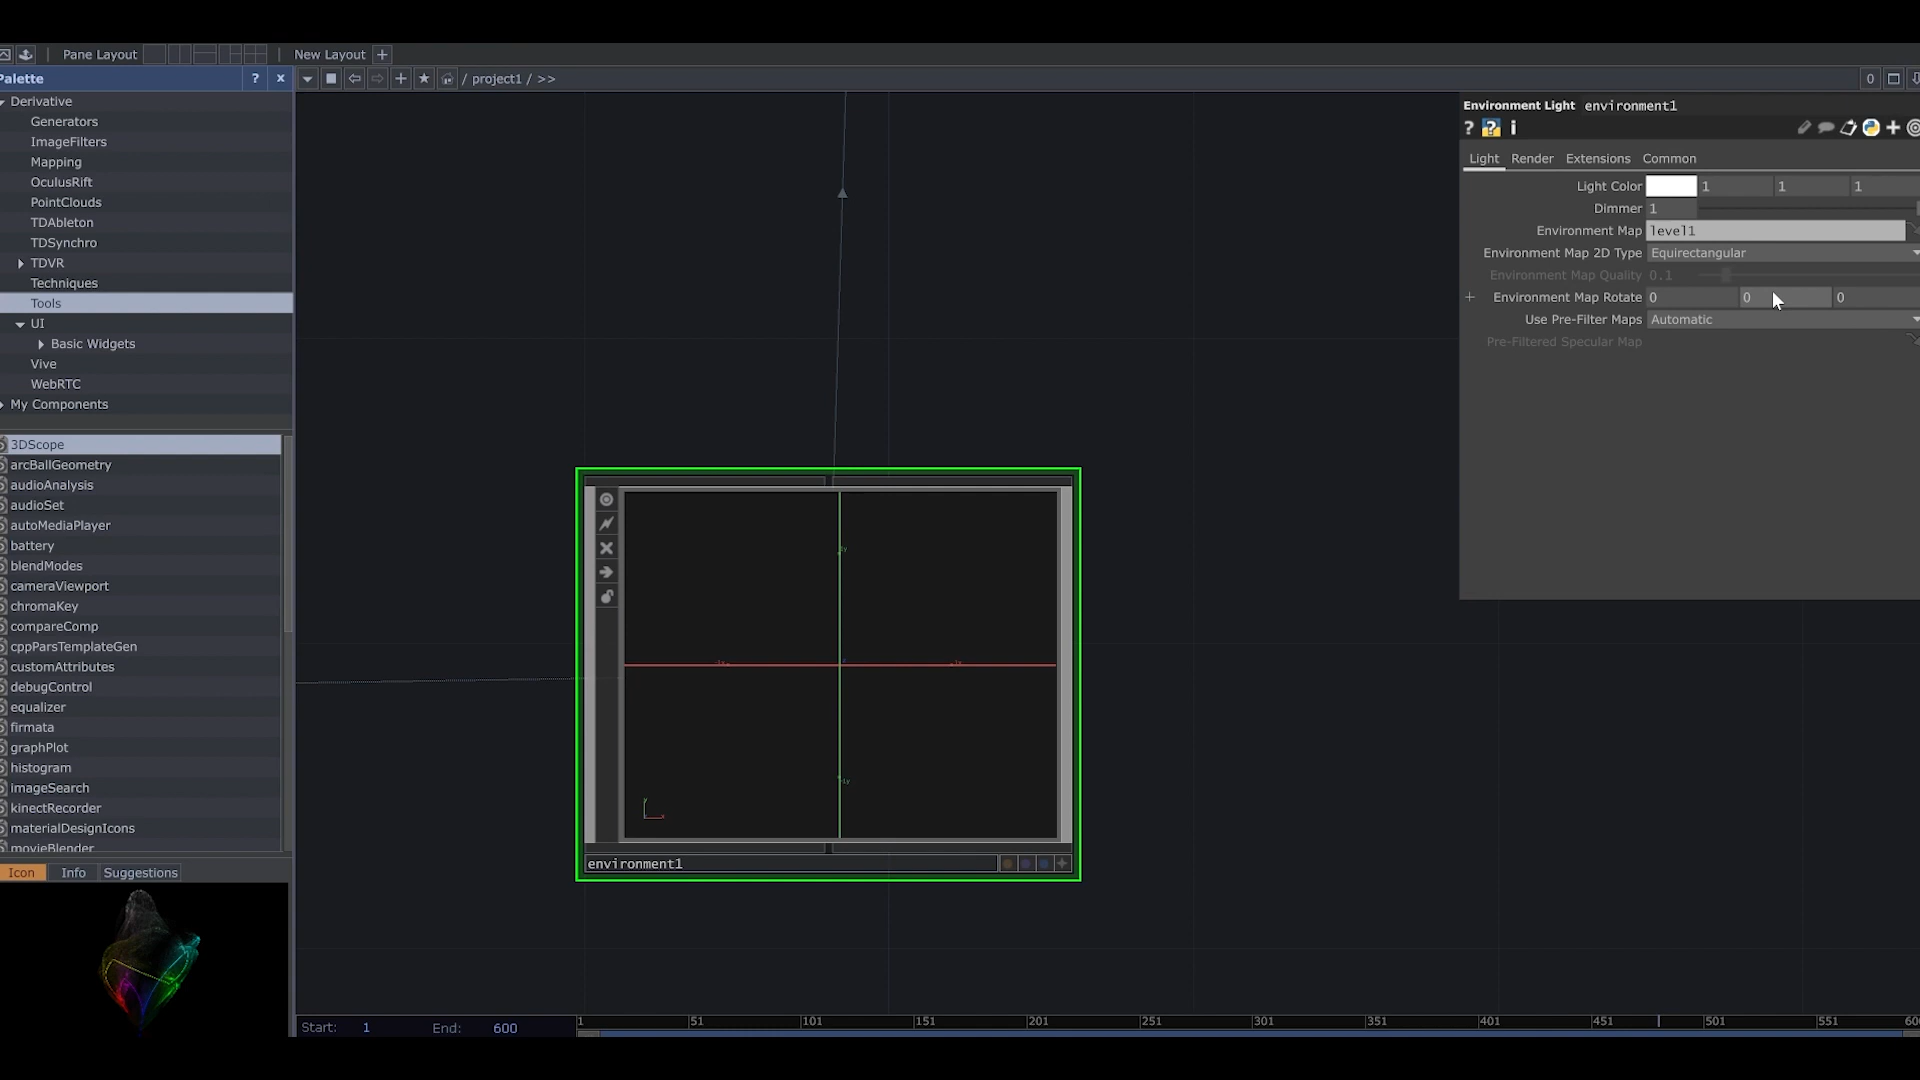 Pane Layout
New Layout +
Palette ? x
/ project1 / >>
0
Derivative
Generators
ImageFilters
Mapping
OculusRift
PointClouds
TDAbleton
TDSynchro
TDVR
Techniques
Tools
UI
Basic Widgets
Vive
WebRTC
My Components
3DScope
arcBallGeometry
audioAnalysis
audioSet
autoMediaPlayer
battery
blendModes
cameraViewport
chromaKey
compareComp
cppParsTemplateGen
customAttributes
debugControl
equalizer
firmata
graphPlot
histogram
imageSearch
kinectRecorder
materialDesignIcons
movieBlender
Icon Info Suggestions
environment1
Environment Light environment1
? ? i
Light Render Extensions Common
Light Color 1 1 1
Dimmer 1
Environment Map level1
Environment Map 2D Type Equirectangular
Environment Map Quality 0.1
+ Environment Map Rotate 0 0 0
Use Pre-Filter Maps Automatic
Pre-Filtered Specular Map
Start: 1 End: 600
1 51 101 151 201 251 301 351 401 451 501 551